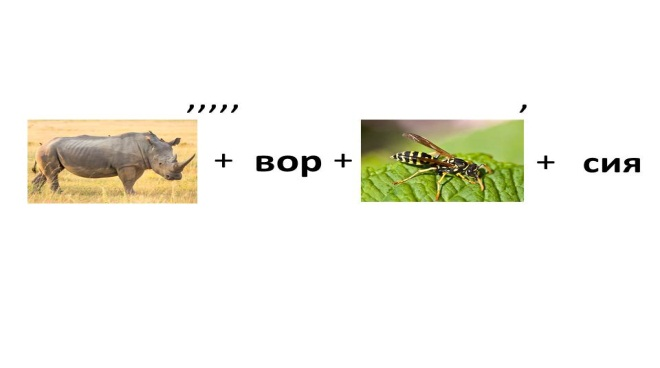 ,,,,, ,
+ вор + + сия